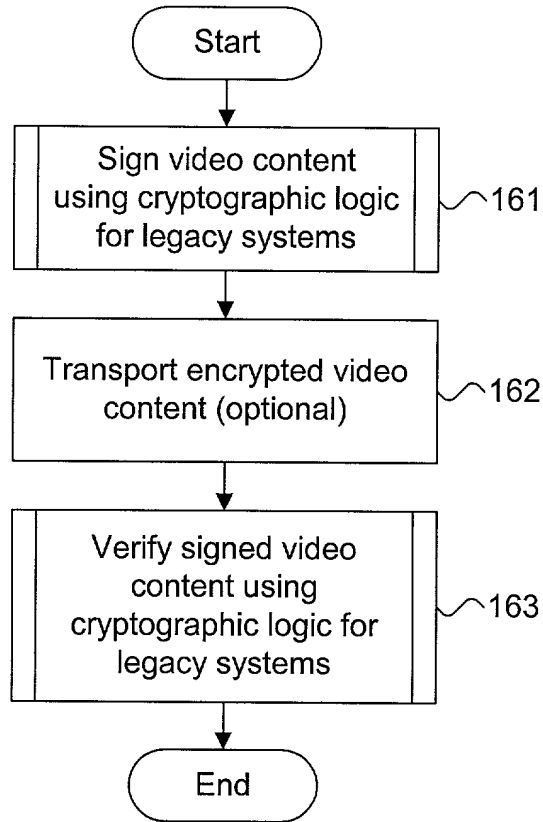 Start
Sign video content
using cryptographic logic
for legacy systems
161
Transport encrypted video
content (optional)
162
Verify signed video
content using
cryptographic logic for
legacy systems
163
End